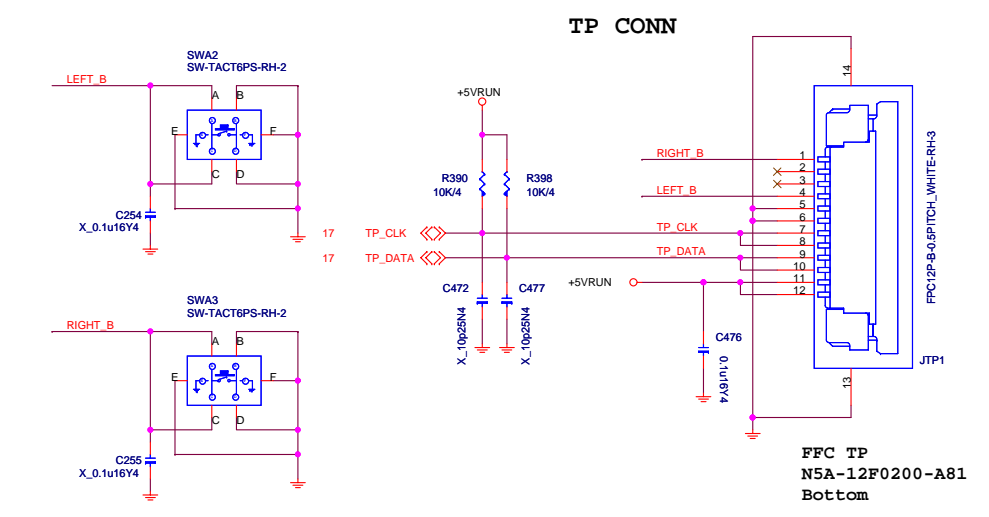 TP CONN
SWA2
SW-TACT6PS-RH-2
LEFT_B
A
B
E
F
C
D
C254
X_0.1u16Y4
+5VRUN
R390
10K/4
R398
10K/4
17
TP_CLK
17
TP_DATA
C472
X_10p25N4
C477
X_10p25N4
SWA3
SW-TACT6PS-RH-2
RIGHT_B
A
B
E
F
C
D
C255
X_0.1u16Y4
14
RIGHT_B
1
2
3
LEFT_B
4
5
6
TP_CLK
7
8
TP_DATA
9
10
+5VRUN
11
12
C476
0.1u16Y4
13
FPC12P-B-0.5PITCH_WHITE-RH-3
JTP1
FFC TP
N5A-12F0200-A81
Bottom